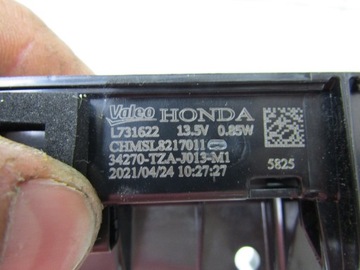 Valeo HONDA
L731622 13.5V 0.85W
CHMSL8217011
34270-TZA-J013-M1
2021/04/24 10:27:27
5825